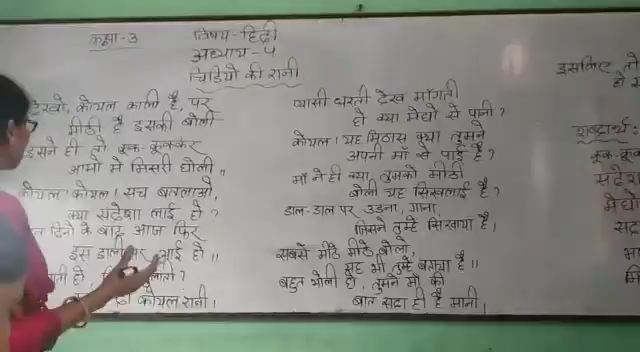 कक्षा-3
विषय-हिंदी
अध्याय-५
चिड़ियो की रानी
देखो, कोयल काली है, पर
मीठी है इसकी बोली
इसने ही तो कूक-कूककर
आमो मे मिसरी घोली॥
कोयल! कोयल! सच बतलाओ,
क्या संदेशा लाई हो?
दिनो के बाद आज फिर
इस डाली पर आई हो॥
हो,
कोयल रानी।
प्यासी धरती देख माँगती
हो क्या मेघो से पानी?
कोयल! यह मिठास क्या तुमने
अपनी माँ से पाई है?
माँ ने ही क्या तुमको मीठी
बोली यह सिखलाई है?
डाल-डाल पर उड़ना, गाना,
जिसने तुम्हे सिखाया है,
सबसे मीठे मीठे बोलो,
यह भी तुम्हे बताया है॥
बहुत भोली हो, तुमने माँ की
बात सदा ही है मानी,
इसलिए तो
हो
शब्दार्थ:
कूक-कूक
संदेश
मेघो
सदा